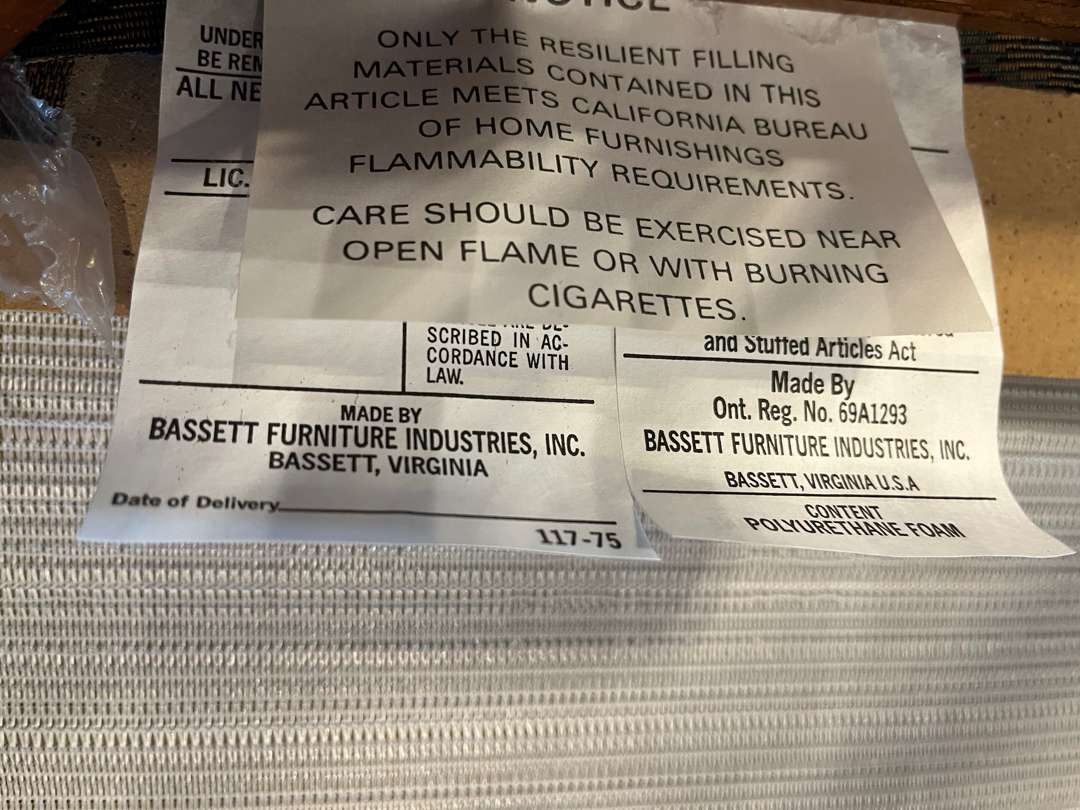 NOTICE
ONLY THE RESILIENT FILLING
MATERIALS CONTAINED IN THIS
ARTICLE MEETS CALIFORNIA BUREAU
OF HOME FURNISHINGS
FLAMMABILITY REQUIREMENTS.
CARE SHOULD BE EXERCISED NEAR
OPEN FLAME OR WITH BURNING
CIGARETTES.
UNDER
BE REM
ALL NE
LIC.
SCRIBED IN AC-
CORDANCE WITH
LAW.
MADE BY
BASSETT FURNITURE INDUSTRIES, INC.
BASSETT, VIRGINIA
Date of Delivery
117-75
and Stuffed Articles Act
Made By
Ont. Reg. No. 69A1293
BASSETT FURNITURE INDUSTRIES, INC.
BASSETT, VIRGINIA U.S.A
CONTENT
POLYURETHANE FOAM